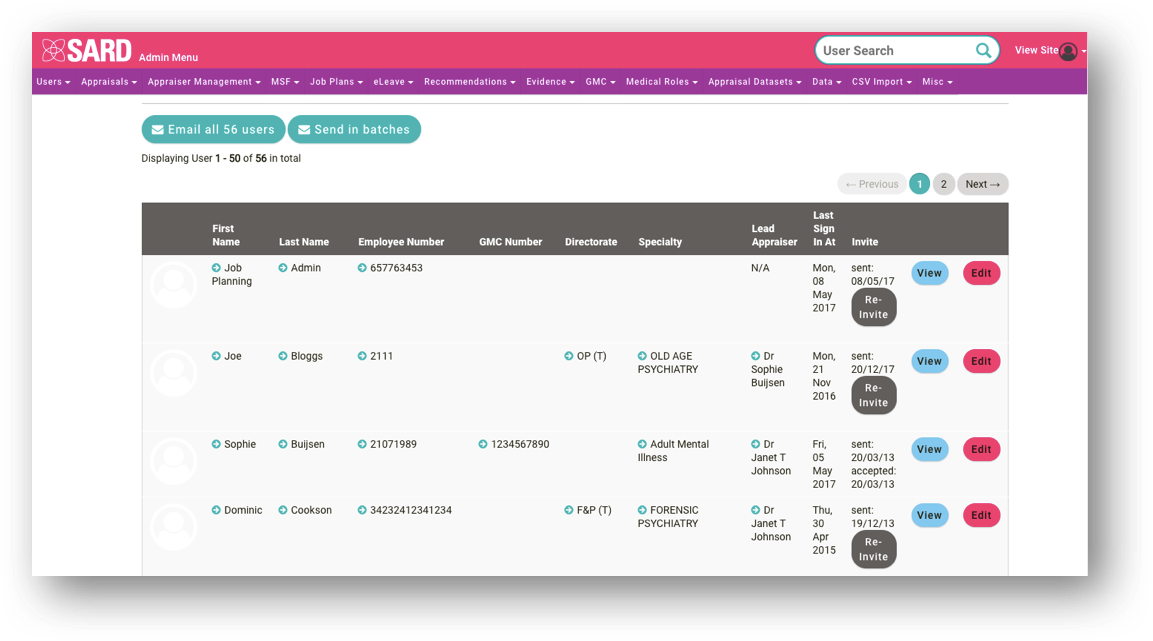 SARD Admin Menu
User Search
View Site
Users Appraisals Appraiser Management MSF Job Plans eLeave Recommendations Evidence GMC Medical Roles Appraisal Datasets Data CSV Import Misc
Email all 56 users Send in batches
Displaying User 1 - 50 of 56 in total
← Previous 1 2 Next →
First Name Last Name Employee Number GMC Number Directorate Specialty Lead Appraiser Last Sign In At Invite
Job Planning Admin 657763453 N/A Mon, 08 May 2017 sent: 08/05/17 Re-Invite View Edit
Joe Bloggs 2111 OP (T) OLD AGE PSYCHIATRY Dr Sophie Buijsen Mon, 21 Nov 2016 sent: 20/12/17 Re-Invite View Edit
Sophie Buijsen 21071989 1234567890 Adult Mental Illness Dr Janet T Johnson Fri, 05 May 2017 sent: 20/03/13 accepted: 20/03/13 View Edit
Dominic Cookson 34232412341234 F&P (T) FORENSIC PSYCHIATRY Dr Janet T Johnson Thu, 30 Apr 2015 sent: 19/12/13 Re-Invite View Edit